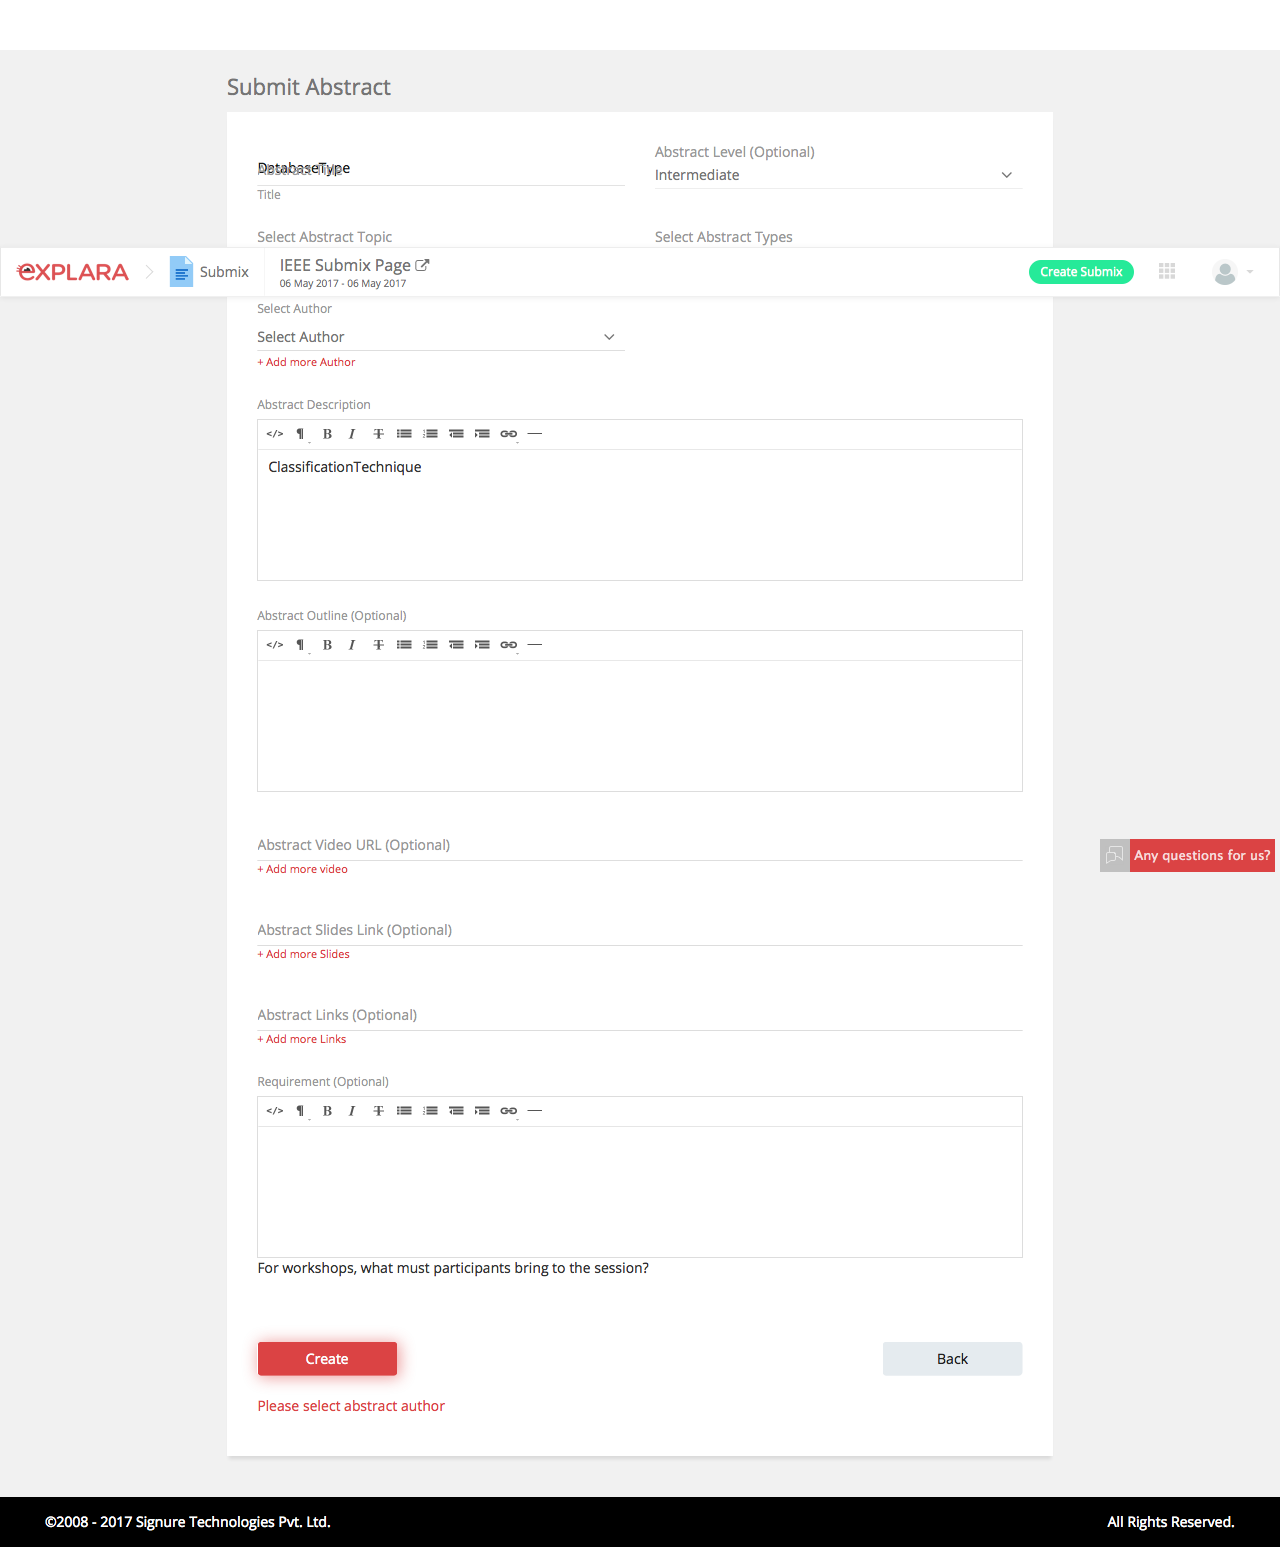 Submit Abstract
DatabaseType
Abstract Title
Title
Abstract Level (Optional)
Intermediate
Select Abstract Topic
Select Abstract Types
EXPLARA
Submix
IEEE Submix Page
06 May 2017 - 06 May 2017
Create Submix
Select Author
Select Author
+ Add more Author
Abstract Description
</> ¶ B I T
ClassificationTechnique
Abstract Outline (Optional)
</> ¶ B I T
Abstract Video URL (Optional)
+ Add more video
Any questions for us?
Abstract Slides Link (Optional)
+ Add more Slides
Abstract Links (Optional)
+ Add more Links
Requirement (Optional)
</> ¶ B I T
For workshops, what must participants bring to the session?
Create
Back
Please select abstract author
©2008 - 2017 Signure Technologies Pvt. Ltd.
All Rights Reserved.